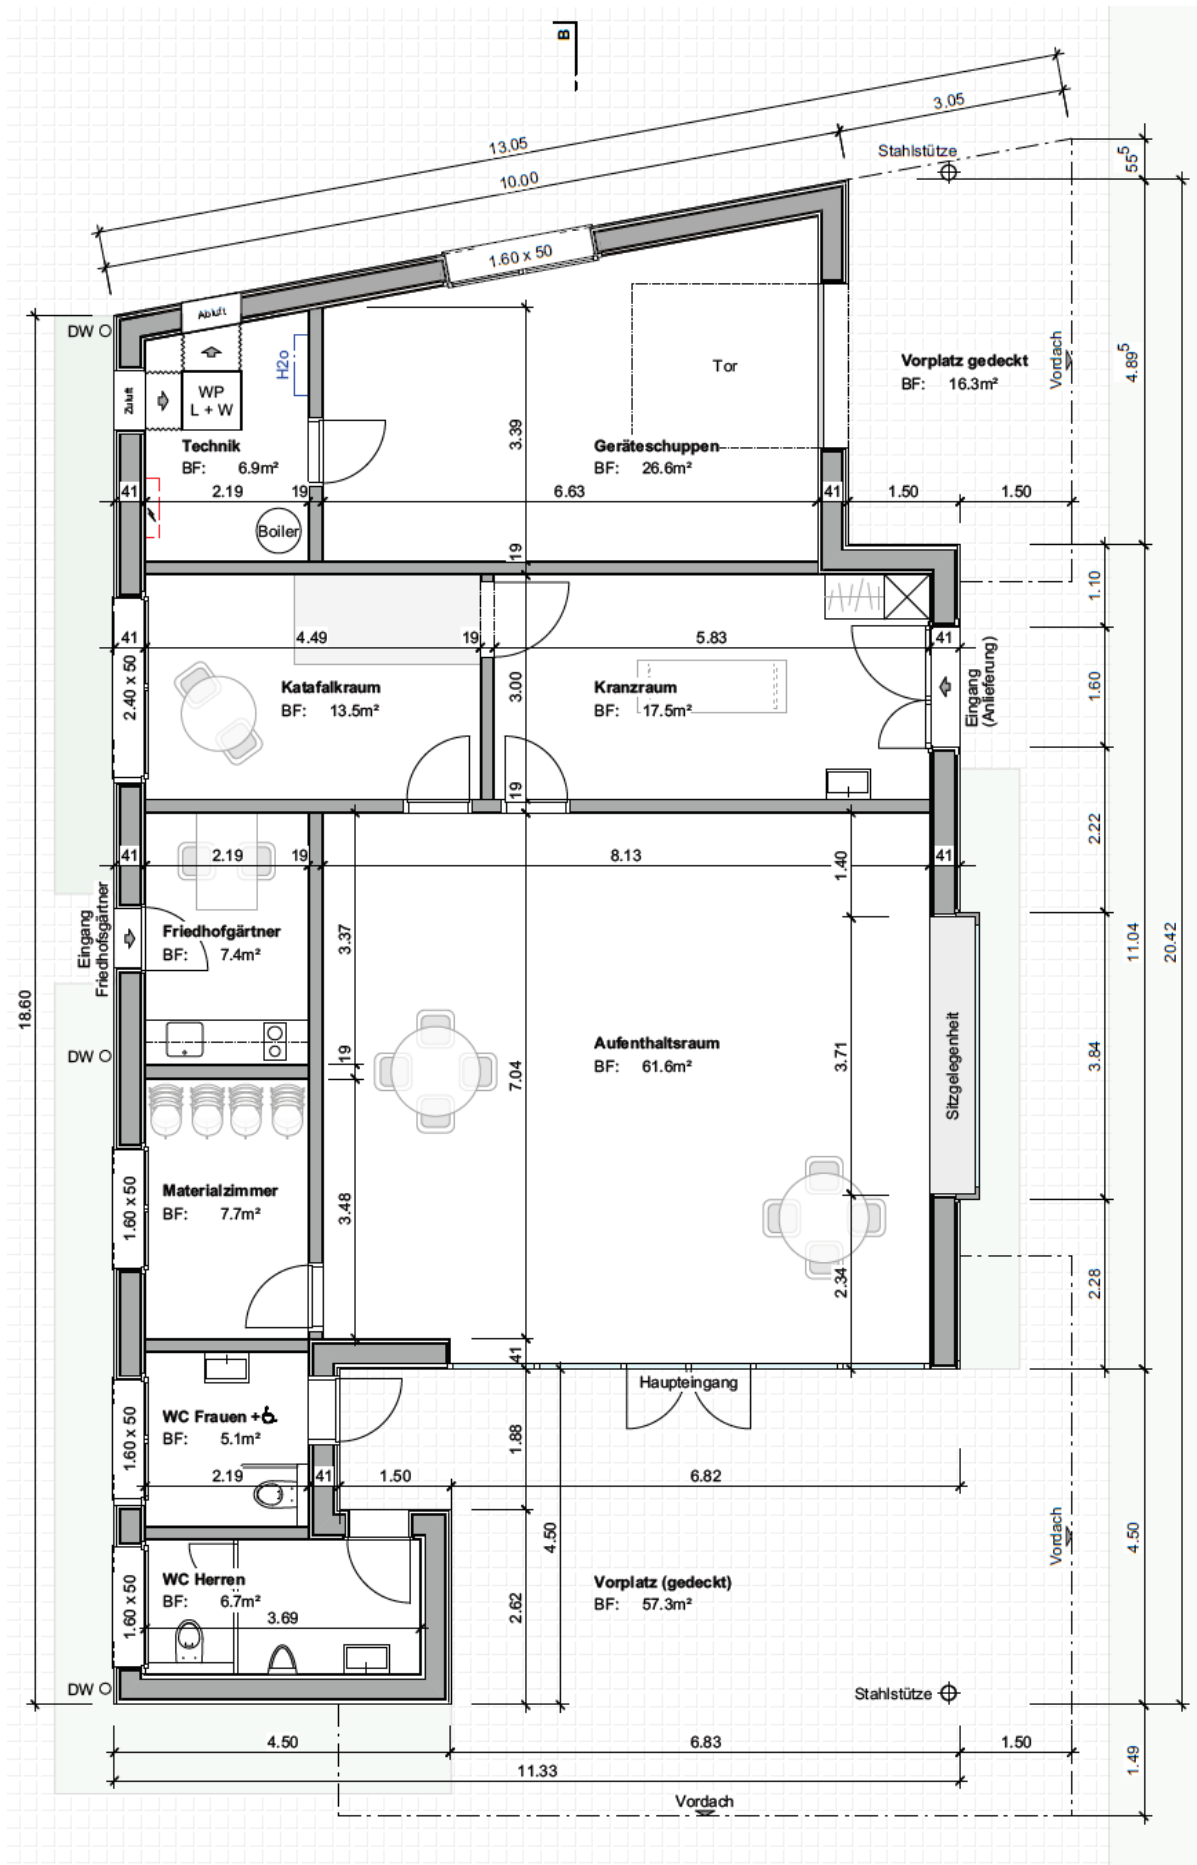 B
3.05
13.05
Stahlstütze
55⁵
10.00
1.60 x 50
Abluft
DW
H2o
Tor
Vorplatz gedeckt
BF: 16.3m²
Vordach
4.89⁵
Zuluft
WP
L + W
3.39
Technik
BF: 6.9m²
Geräteschuppen
BF: 26.6m²
41
2.19
19
6.63
41
1.50
1.50
Boiler
19
1.10
41
4.49
19
5.83
41
2.40 x 50
Katafalkraum
BF: 13.5m²
3.00
Kranzraum
BF: 17.5m²
Eingang
(Anlieferung)
1.60
19
2.22
41
2.19
19
8.13
41
1.40
Eingang
Friedhofsgärtner
Friedhofgärtner
BF: 7.4m²
3.37
11.04
20.42
18.60
DW
19
7.04
Aufenthaltsraum
BF: 61.6m²
3.71
Sitzgelegenheit
3.84
Materialzimmer
BF: 7.7m²
1.60 x 50
3.48
2.34
2.28
41
Haupteingang
WC Frauen +
BF: 5.1m²
1.60 x 50
1.88
2.19
41
1.50
6.82
4.50
Vordach
4.50
WC Herren
BF: 6.7m²
1.60 x 50
3.69
2.62
Vorplatz (gedeckt)
BF: 57.3m²
DW
Stahlstütze
4.50
6.83
1.50
1.49
11.33
Vordach